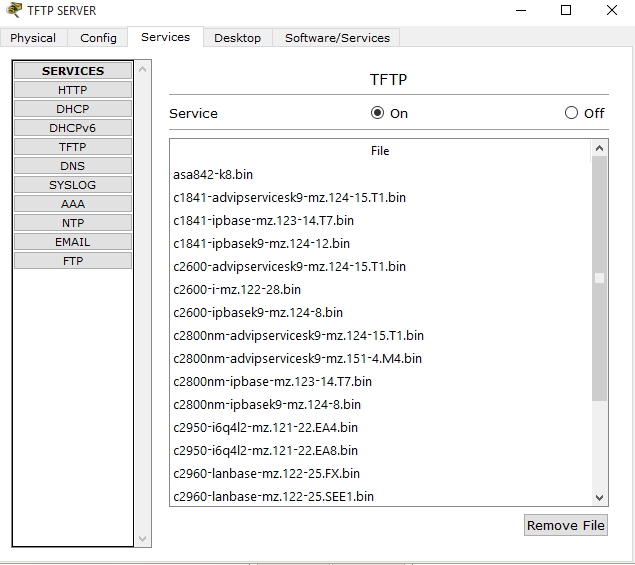 TFTP SERVER
Physical Config Services Desktop Software/Services
SERVICES
HTTP
DHCP
DHCPv6
TFTP
DNS
SYSLOG
AAA
NTP
EMAIL
FTP
TFTP
Service On Off
File
asa842-k8.bin
c1841-advipservicesk9-mz.124-15.T1.bin
c1841-ipbase-mz.123-14.T7.bin
c1841-ipbasek9-mz.124-12.bin
c2600-advipservicesk9-mz.124-15.T1.bin
c2600-i-mz.122-28.bin
c2600-ipbasek9-mz.124-8.bin
c2800nm-advipservicesk9-mz.124-15.T1.bin
c2800nm-advipservicesk9-mz.151-4.M4.bin
c2800nm-ipbase-mz.123-14.T7.bin
c2800nm-ipbasek9-mz.124-8.bin
c2950-i6q4l2-mz.121-22.EA4.bin
c2950-i6q4l2-mz.121-22.EA8.bin
c2960-lanbase-mz.122-25.FX.bin
c2960-lanbase-mz.122-25.SEE1.bin
Remove File